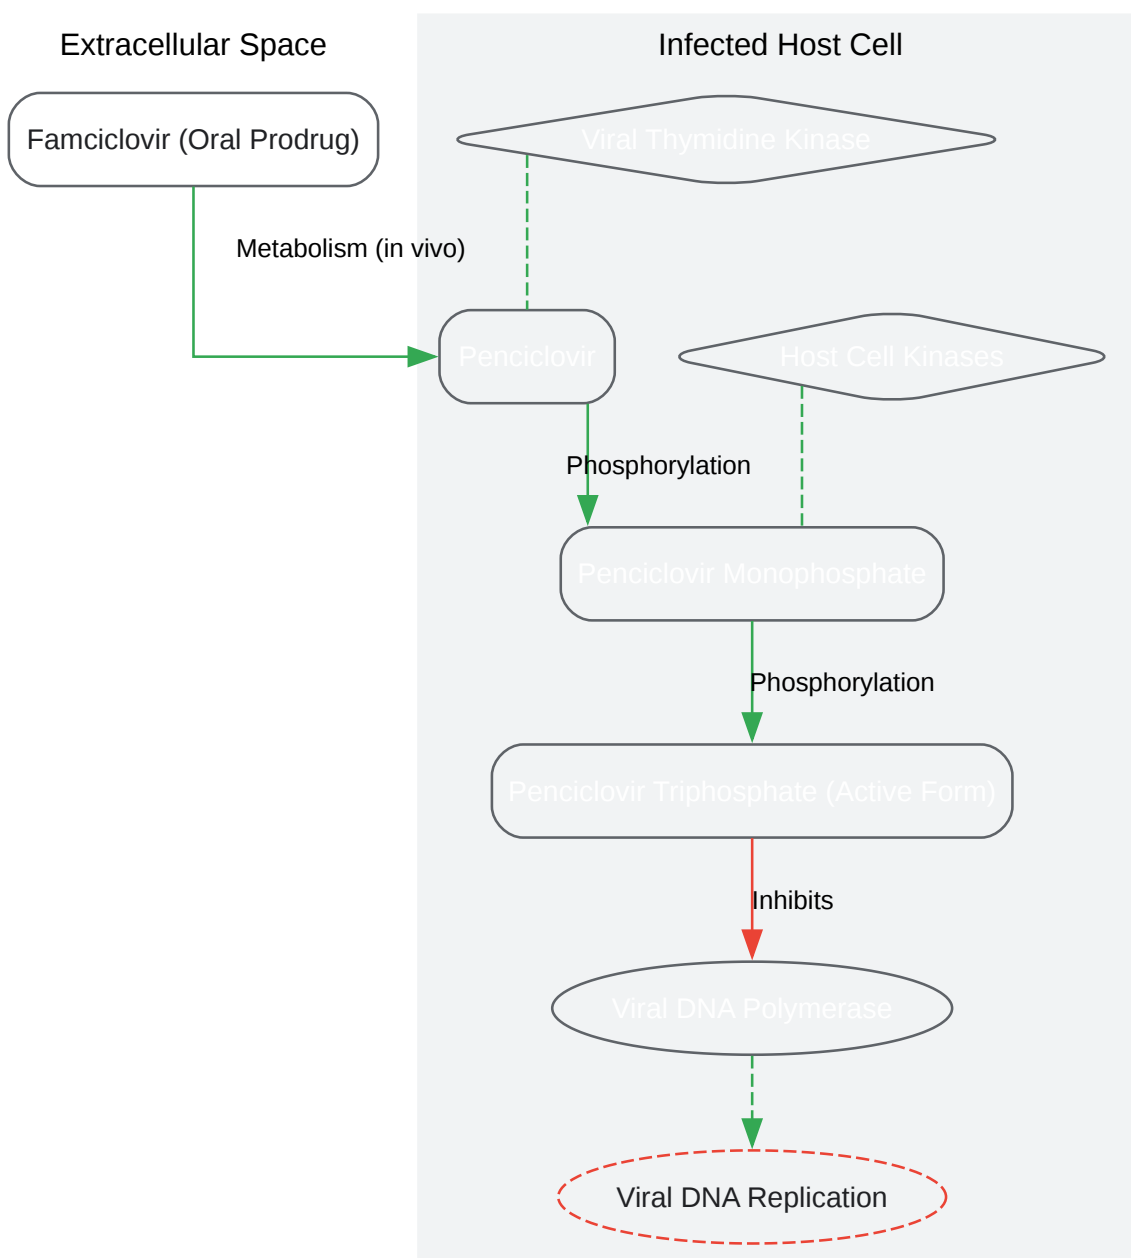 Extracellular Space
Infected Host Cell
Famciclovir (Oral Prodrug)
Viral Thymidine Kinase
Metabolism (in vivo)
Penciclovir
Host Cell Kinases
Phosphorylation
Penciclovir Monophosphate
Phosphorylation
Penciclovir Triphosphate (Active Form)
Inhibits
Viral DNA Polymerase
Viral DNA Replication